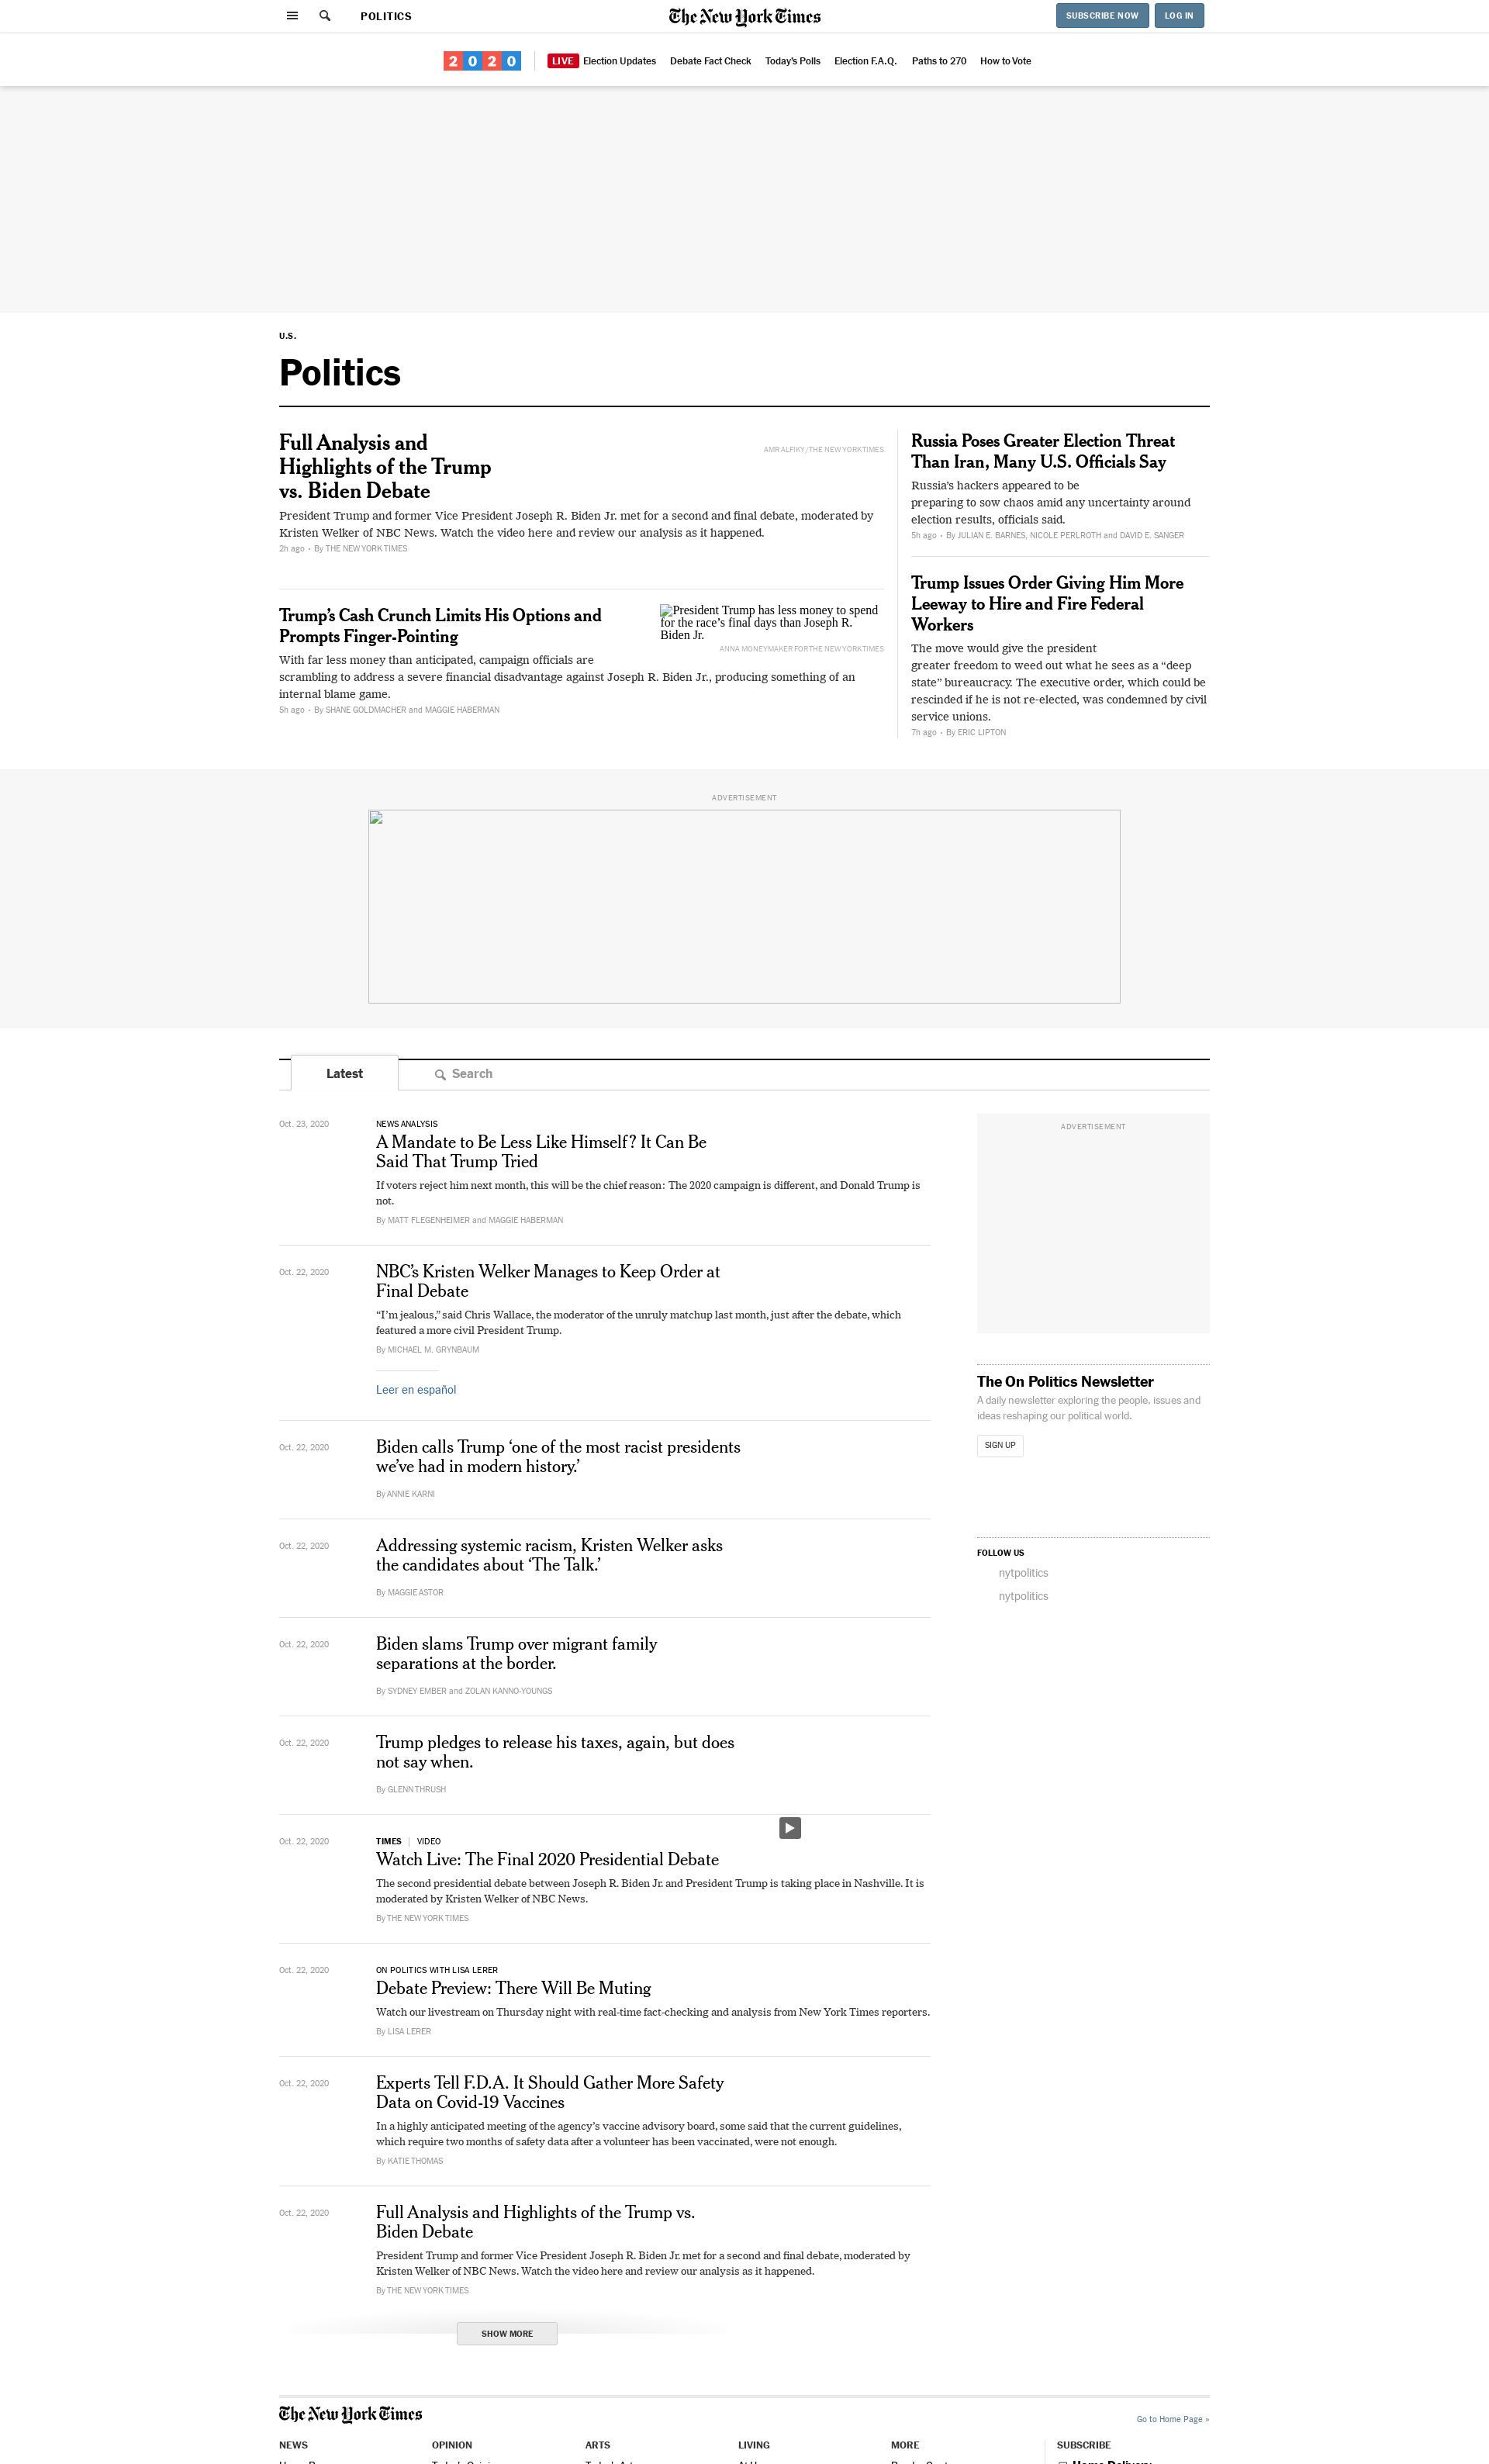 POLITICS
The New York Times
SUBSCRIBE NOW
LOG IN
2020
LIVE Election Updates
Debate Fact Check
Today's Polls
Election F.A.Q.
Paths to 270
How to Vote
U.S.
Politics
Full Analysis and
Highlights of the Trump
vs. Biden Debate
AMR ALFIKY/THE NEW YORK TIMES
President Trump and former Vice President Joseph R. Biden Jr. met for a second and final debate, moderated by
Kristen Welker of NBC News. Watch the video here and review our analysis as it happened.
2h ago • By THE NEW YORK TIMES
Trump’s Cash Crunch Limits His Options and
Prompts Finger-Pointing
President Trump has less money to spend
for the race’s final days than Joseph R.
Biden Jr.
ANNA MONEYMAKER FOR THE NEW YORK TIMES
With far less money than anticipated, campaign officials are
scrambling to address a severe financial disadvantage against Joseph R. Biden Jr., producing something of an
internal blame game.
5h ago • By SHANE GOLDMACHER and MAGGIE HABERMAN
Russia Poses Greater Election Threat
Than Iran, Many U.S. Officials Say
Russia’s hackers appeared to be
preparing to sow chaos amid any uncertainty around
election results, officials said.
5h ago • By JULIAN E. BARNES, NICOLE PERLROTH and DAVID E. SANGER
Trump Issues Order Giving Him More
Leeway to Hire and Fire Federal
Workers
The move would give the president
greater freedom to weed out what he sees as a “deep
state” bureaucracy. The executive order, which could be
rescinded if he is not re-elected, was condemned by civil
service unions.
7h ago • By ERIC LIPTON
ADVERTISEMENT
Latest
Search
Oct. 23, 2020
NEWS ANALYSIS
A Mandate to Be Less Like Himself? It Can Be
Said That Trump Tried
If voters reject him next month, this will be the chief reason: The 2020 campaign is different, and Donald Trump is
not.
By MATT FLEGENHEIMER and MAGGIE HABERMAN
Oct. 22, 2020
NBC’s Kristen Welker Manages to Keep Order at
Final Debate
“I’m jealous,” said Chris Wallace, the moderator of the unruly matchup last month, just after the debate, which
featured a more civil President Trump.
By MICHAEL M. GRYNBAUM
Leer en español
Oct. 22, 2020
Biden calls Trump ‘one of the most racist presidents
we’ve had in modern history.’
By ANNIE KARNI
Oct. 22, 2020
Addressing systemic racism, Kristen Welker asks
the candidates about ‘The Talk.’
By MAGGIE ASTOR
Oct. 22, 2020
Biden slams Trump over migrant family
separations at the border.
By SYDNEY EMBER and ZOLAN KANNO-YOUNGS
Oct. 22, 2020
Trump pledges to release his taxes, again, but does
not say when.
By GLENN THRUSH
Oct. 22, 2020
TIMES | VIDEO
Watch Live: The Final 2020 Presidential Debate
The second presidential debate between Joseph R. Biden Jr. and President Trump is taking place in Nashville. It is
moderated by Kristen Welker of NBC News.
By THE NEW YORK TIMES
Oct. 22, 2020
ON POLITICS WITH LISA LERER
Debate Preview: There Will Be Muting
Watch our livestream on Thursday night with real-time fact-checking and analysis from New York Times reporters.
By LISA LERER
Oct. 22, 2020
Experts Tell F.D.A. It Should Gather More Safety
Data on Covid-19 Vaccines
In a highly anticipated meeting of the agency’s vaccine advisory board, some said that the current guidelines,
which require two months of safety data after a volunteer has been vaccinated, were not enough.
By KATIE THOMAS
Oct. 22, 2020
Full Analysis and Highlights of the Trump vs.
Biden Debate
President Trump and former Vice President Joseph R. Biden Jr. met for a second and final debate, moderated by
Kristen Welker of NBC News. Watch the video here and review our analysis as it happened.
By THE NEW YORK TIMES
SHOW MORE
ADVERTISEMENT
The On Politics Newsletter
A daily newsletter exploring the people, issues and
ideas reshaping our political world.
SIGN UP
FOLLOW US
nytpolitics
nytpolitics
The New York Times
Go to Home Page »
NEWS
OPINION
ARTS
LIVING
MORE
SUBSCRIBE